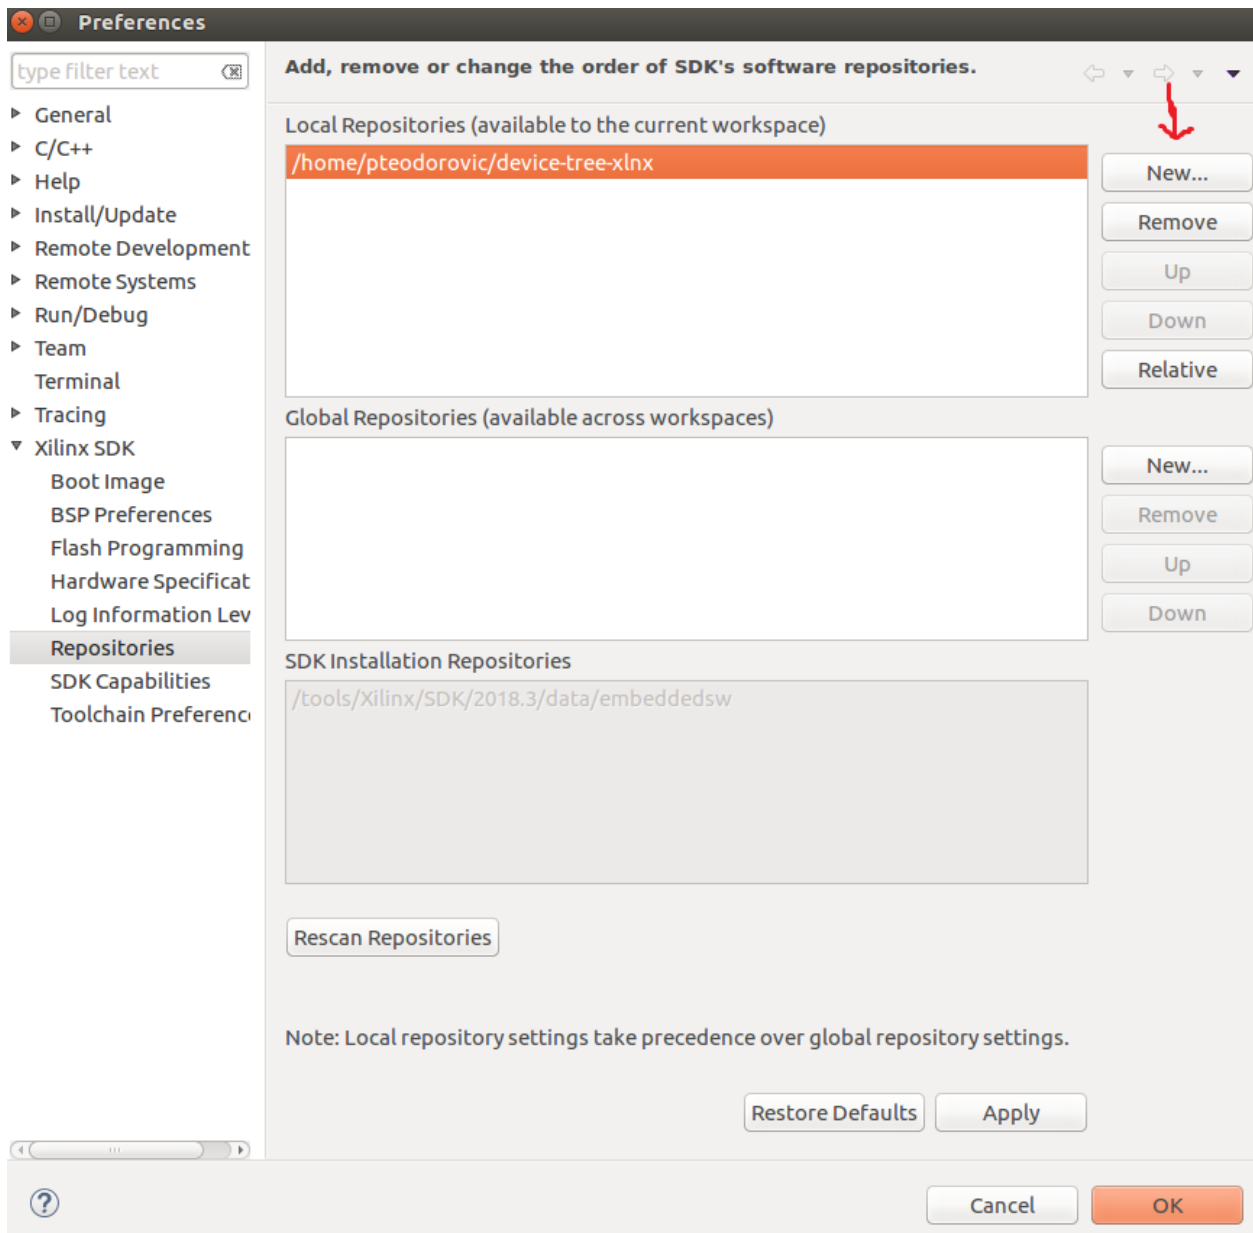 Preferences
type filter text
General
C/C++
Help
Install/Update
Remote Development
Remote Systems
Run/Debug
Team
Terminal
Tracing
Xilinx SDK
Boot Image
BSP Preferences
Flash Programming
Hardware Specificat
Log Information Lev
Repositories
SDK Capabilities
Toolchain Preferenc
Add, remove or change the order of SDK's software repositories.
Local Repositories (available to the current workspace)
/home/pteodorovic/device-tree-xlnx
New...
Remove
Up
Down
Relative
Global Repositories (available across workspaces)
New...
Remove
Up
Down
SDK Installation Repositories
/tools/Xilinx/SDK/2018.3/data/embeddedsw
Rescan Repositories
Note: Local repository settings take precedence over global repository settings.
Restore Defaults
Apply
?
Cancel
OK